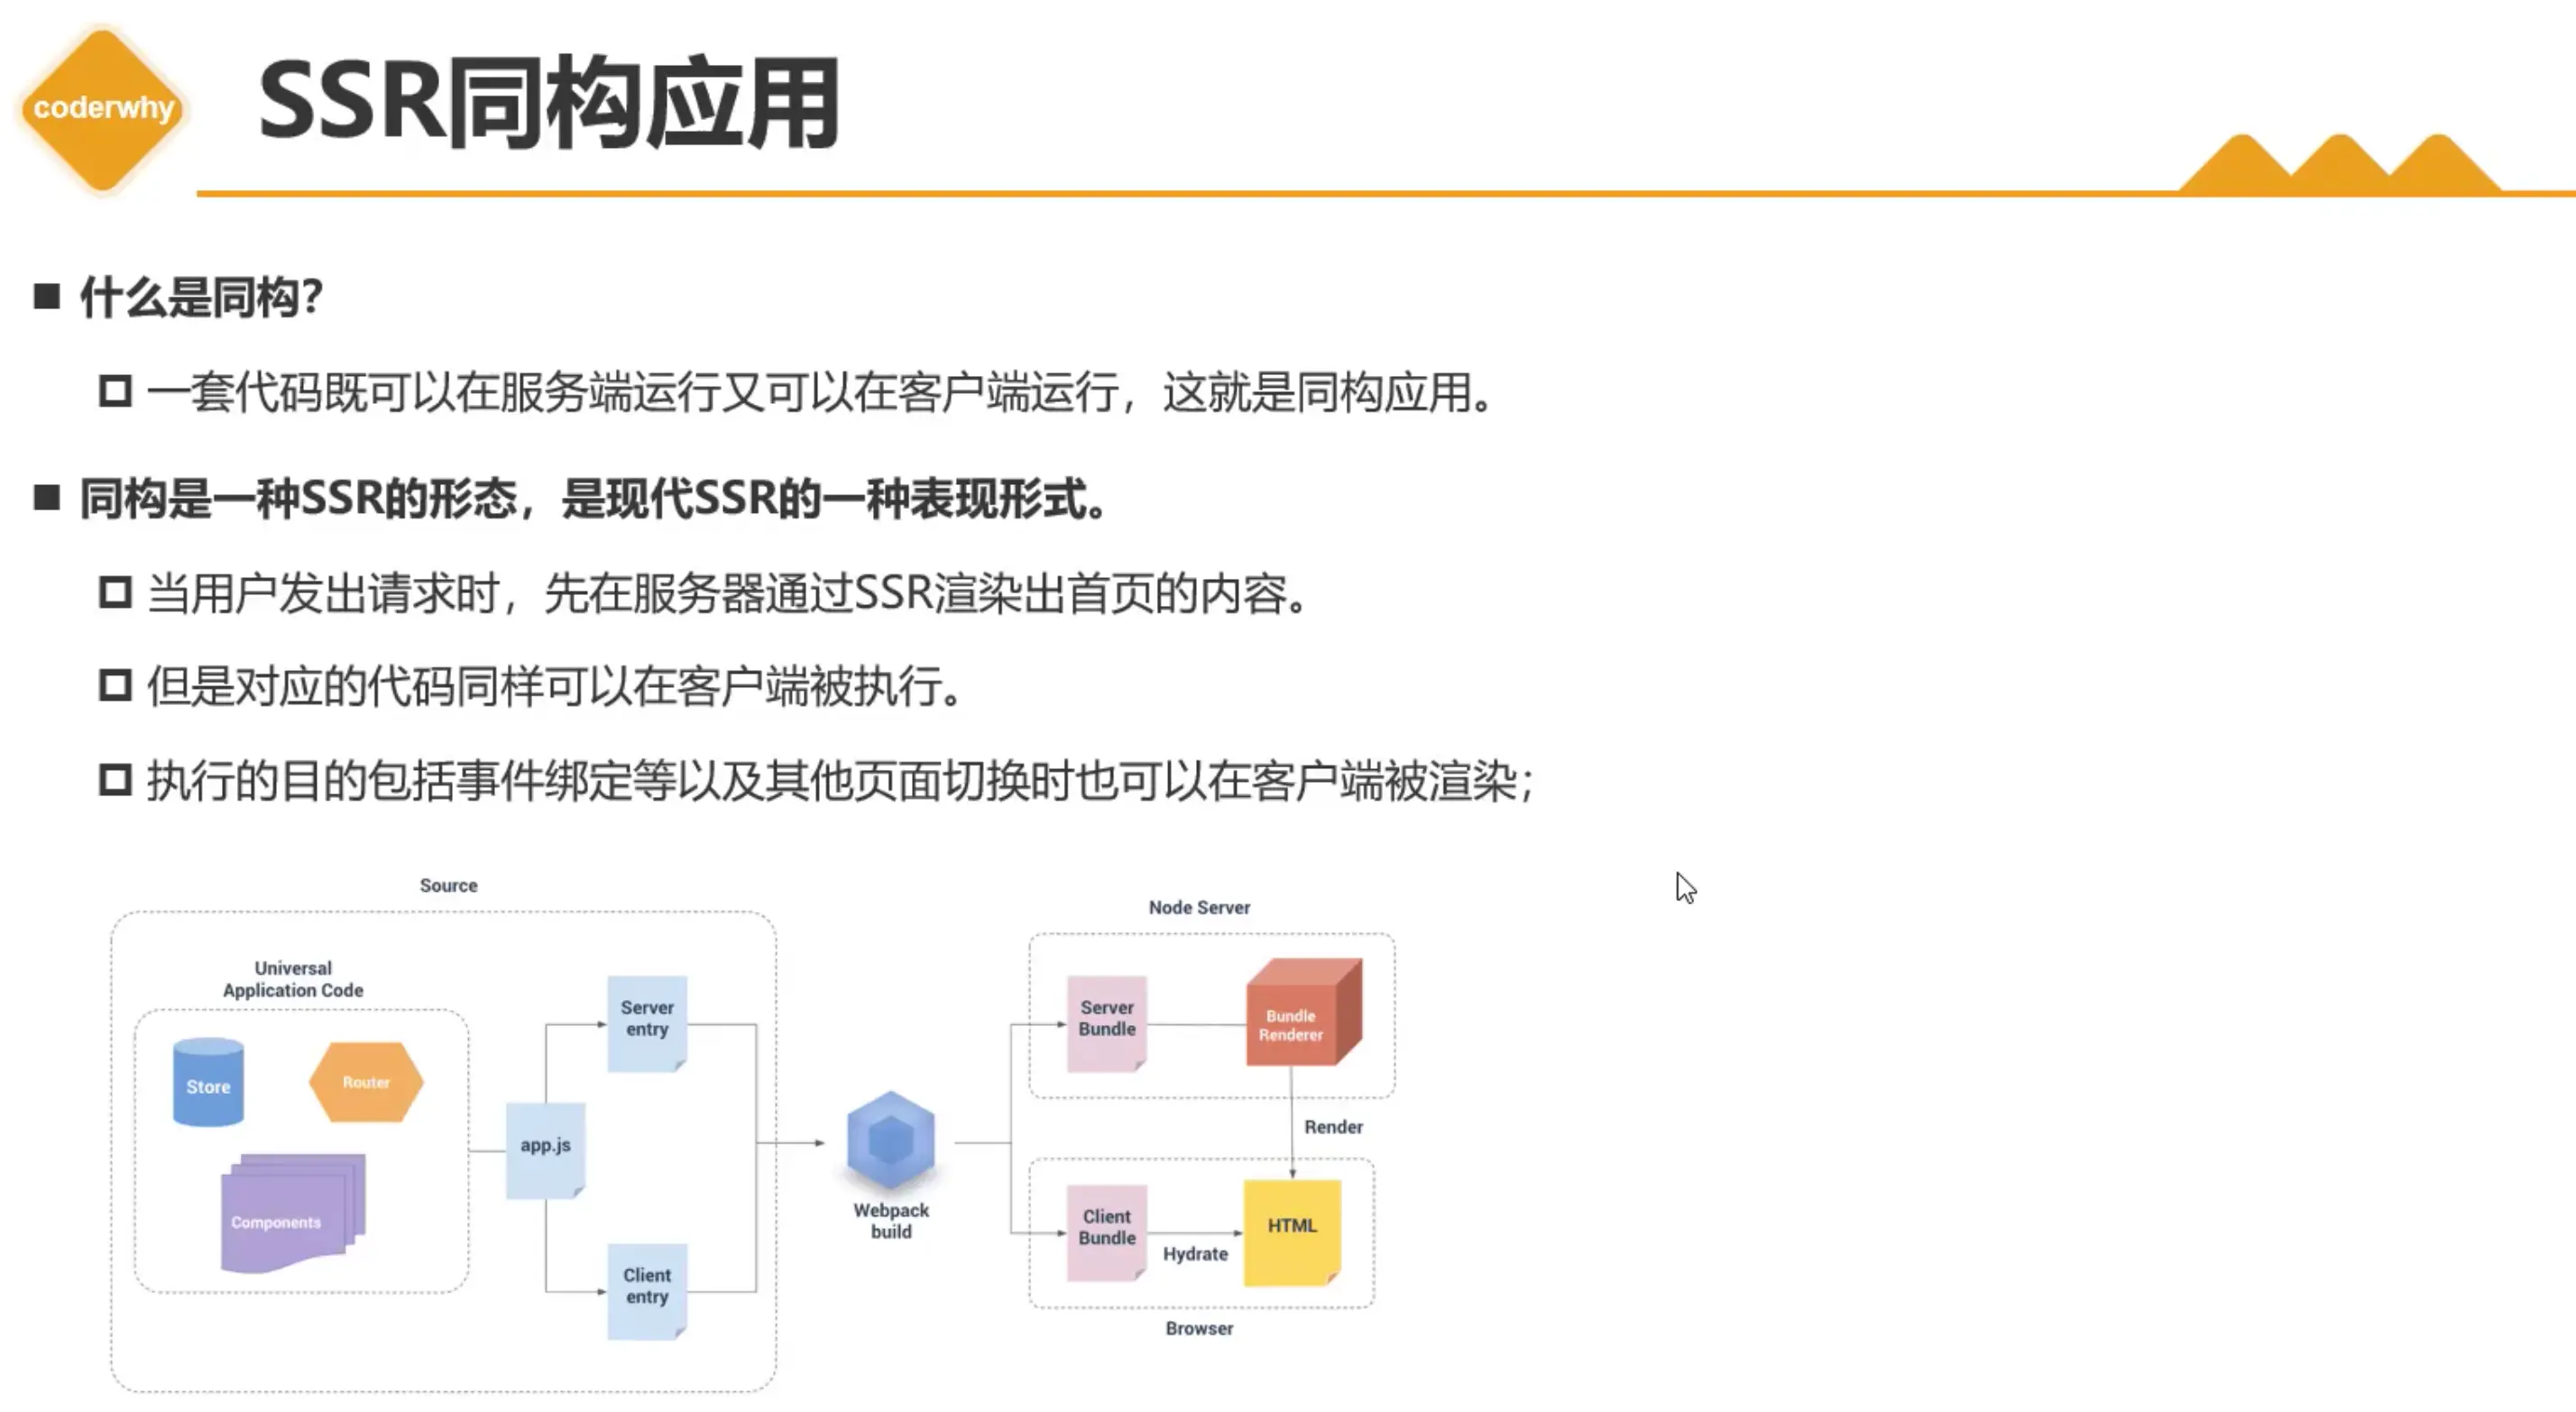 coderwhy
SSR同构应用
什么是同构？
一套代码既可以在服务端运行又可以在客户端运行，这就是同构应用。
同构是一种SSR的形态，是现代SSR的一种表现形式。
当用户发出请求时，先在服务器通过SSR渲染出首页的内容。
但是对应的代码同样可以在客户端被执行。
执行的目的包括事件绑定等以及其他页面切换时也可以在客户端被渲染；
Source
Universal
Application Code
Store
Router
Components
app.js
Server
entry
Client
entry
Webpack
build
Node Server
Server
Bundle
Bundle
Renderer
Render
Client
Bundle
Hydrate
HTML
Browser